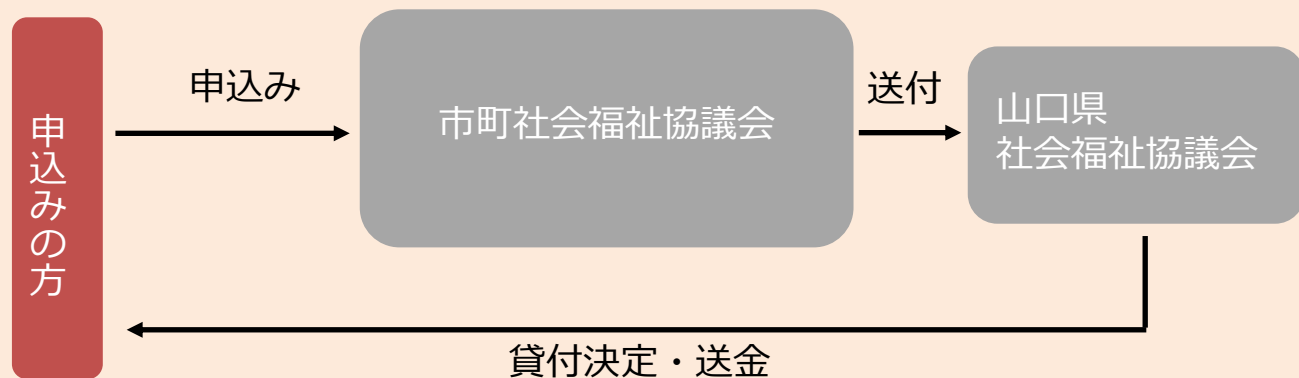 申込みの方
申込み
市町社会福祉協議会
送付
山口県
社会福祉協議会
貸付決定・送金